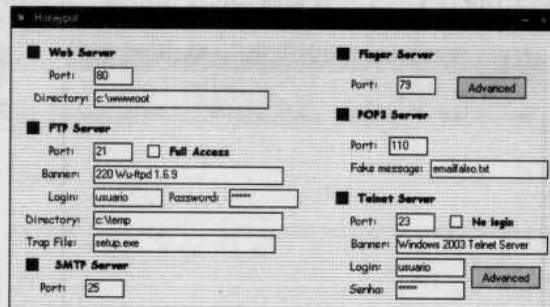 Honeypot
Web Server
Port: 80
Directory: c:\wwwroot
FTP Server
Port: 21 Full Access
Banner: 220 Wu-ftpd 1.6.9
Login: usuario Password: *****
Directory: c:\temp
Trap File: setup.exe
SMTP Server
Port: 25
Finger Server
Port: 79 Advanced
POP3 Server
Port: 110
Fake message: emailfalso.txt
Telnet Server
Port: 23 No login
Banner: Windows 2003 Telnet Server
Login: usuario
Senha: ***** Advanced